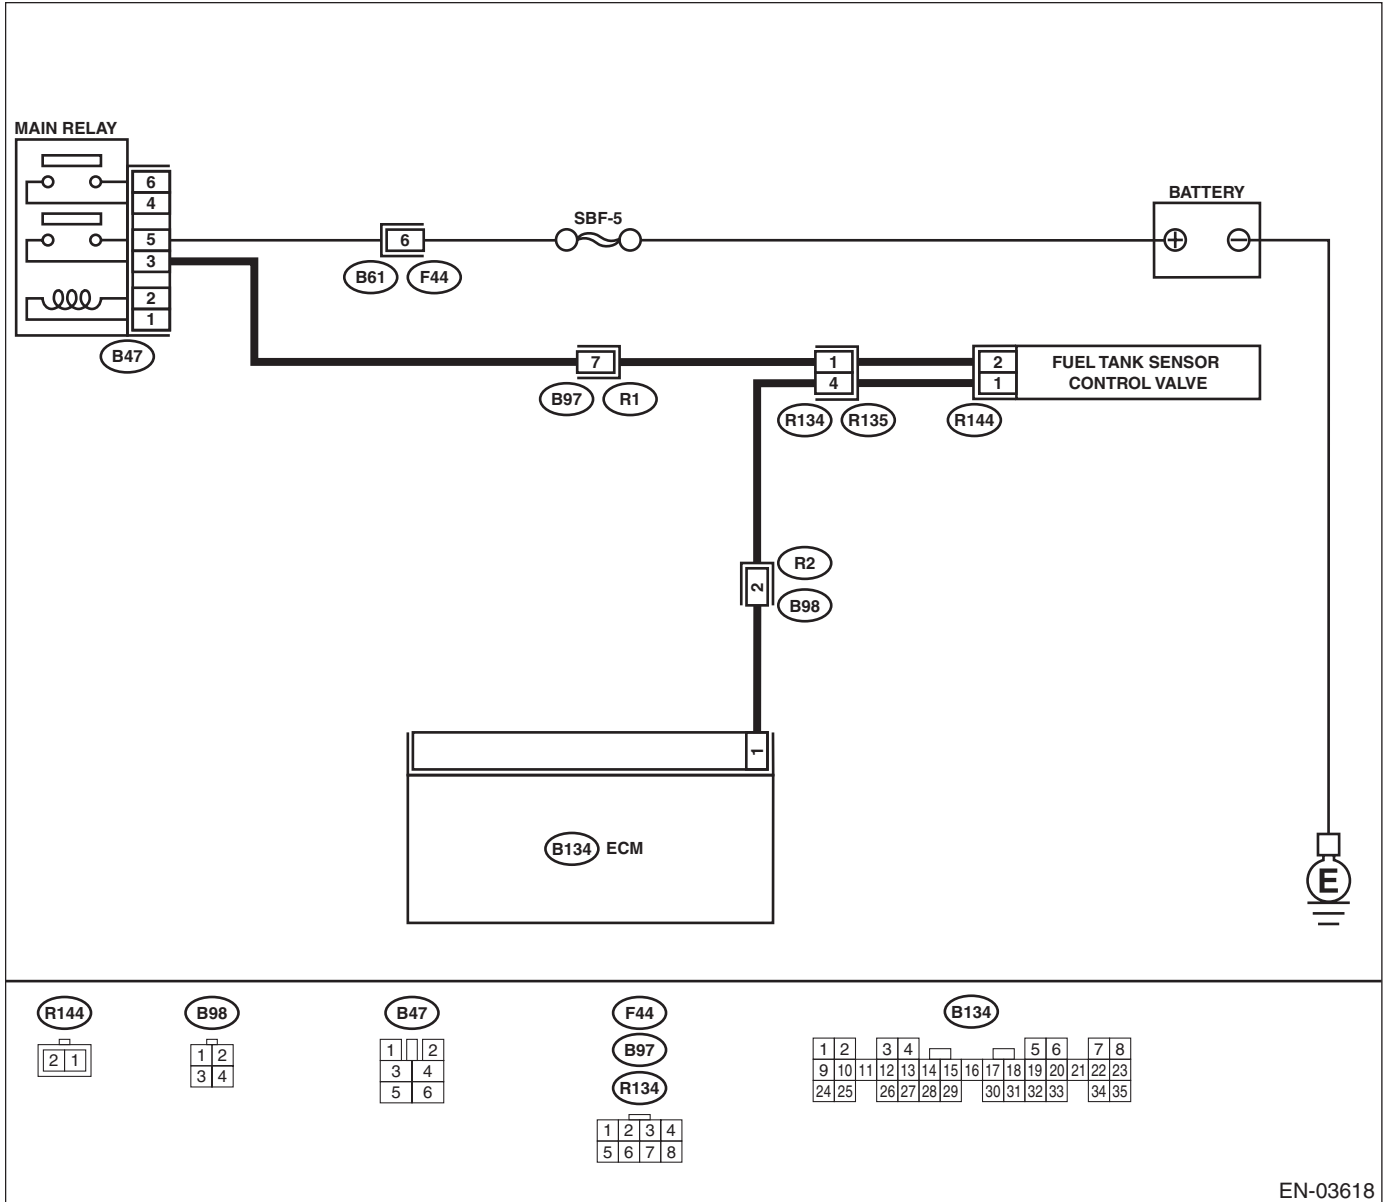 MAIN RELAY
6
4
5
3
2
1
B47
6
B61 F44
SBF-5
BATTERY
+ −
7
B97 R1
1
4
R134 R135
2
1
R144
FUEL TANK SENSOR
CONTROL VALVE
2
R2
B98
1
B134 ECM
E
R144
2 1
B98
1 2
3 4
B47
1 2
3 4
5 6
F44
B97
R134
1 2 3 4
5 6 7 8
B134
1 2 3 4 5 6 7 8
9 10 11 12 13 14 15 16 17 18 19 20 21 22 23
24 25 26 27 28 29 30 31 32 33 34 35
EN-03618